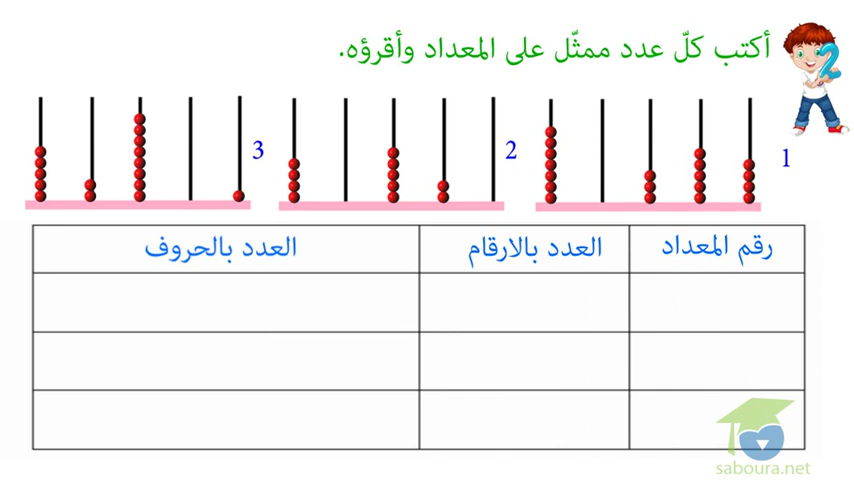 أكتب كلّ عدد ممثّل على المعداد وأقرؤه.
1
2
3
رقم المعداد
العدد بالارقام
العدد بالحروف
saboura.net